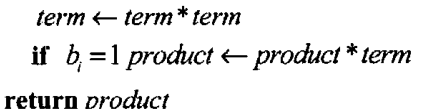 term ← term * term
if b_i = 1 product ← product * term
return product